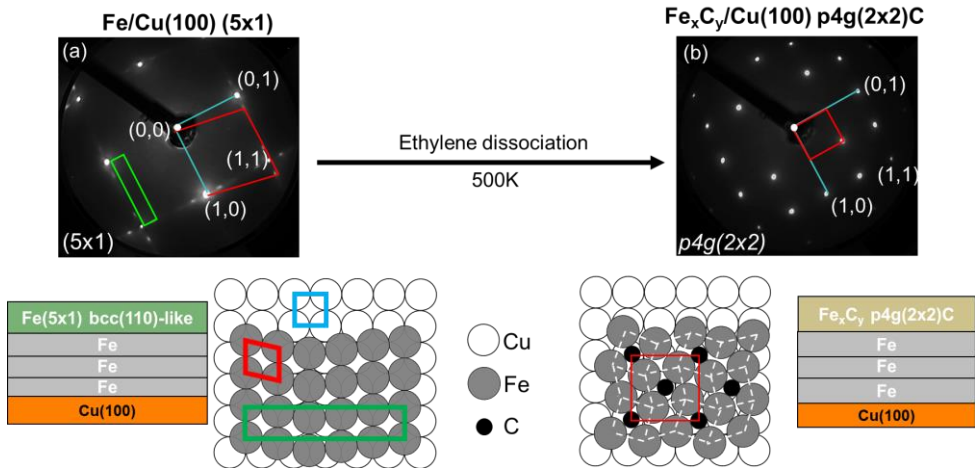 Fe/Cu(100) (5x1)
FeₓCᵧ/Cu(100) p4g(2x2)C
(a)
(0,1)
(0,0)
(1,1)
(1,0)
(5x1)
Ethylene dissociation
500K
(b)
(0,1)
(1,1)
(1,0)
p4g(2x2)
Fe(5x1) bcc(110)-like
Fe
Fe
Fe
Cu(100)
Cu
Fe
C
FeₓCᵧ p4g(2x2)C
Fe
Fe
Fe
Cu(100)